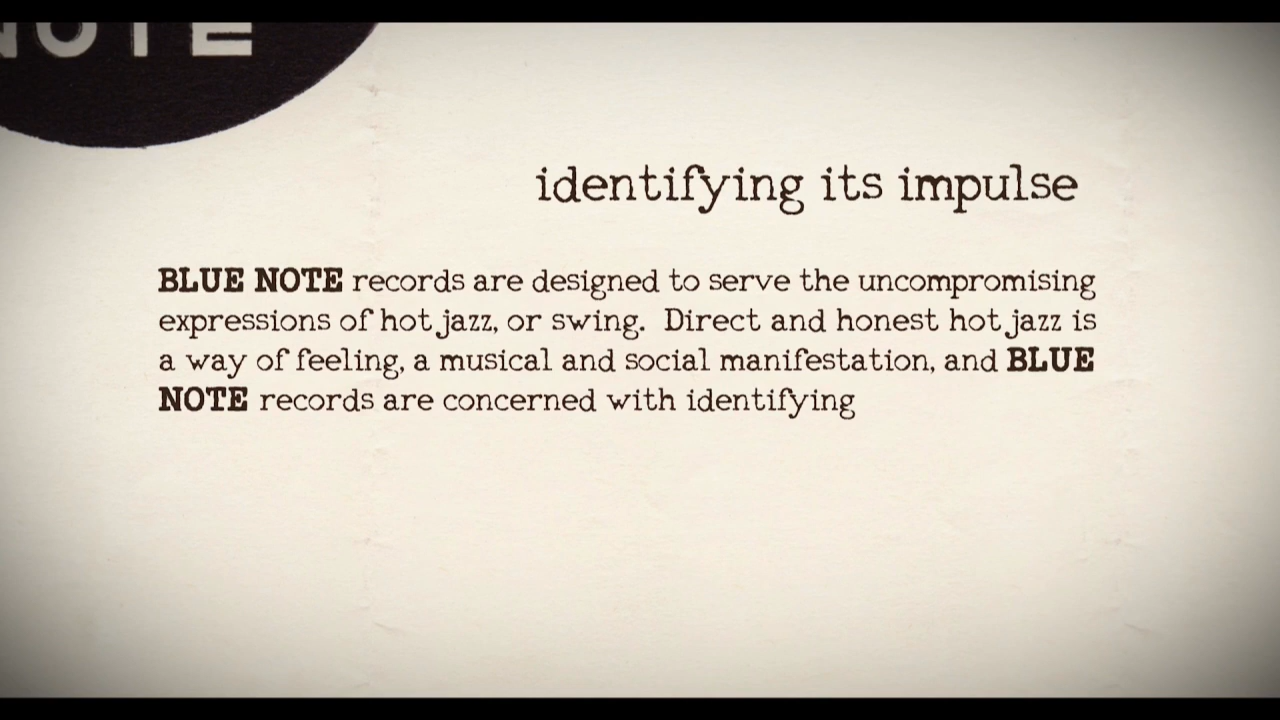 NOTE
identifying its impulse
BLUE NOTE records are designed to serve the uncompromising
expressions of hot jazz, or swing.  Direct and honest hot jazz is
a way of feeling, a musical and social manifestation, and BLUE
NOTE records are concerned with identifying